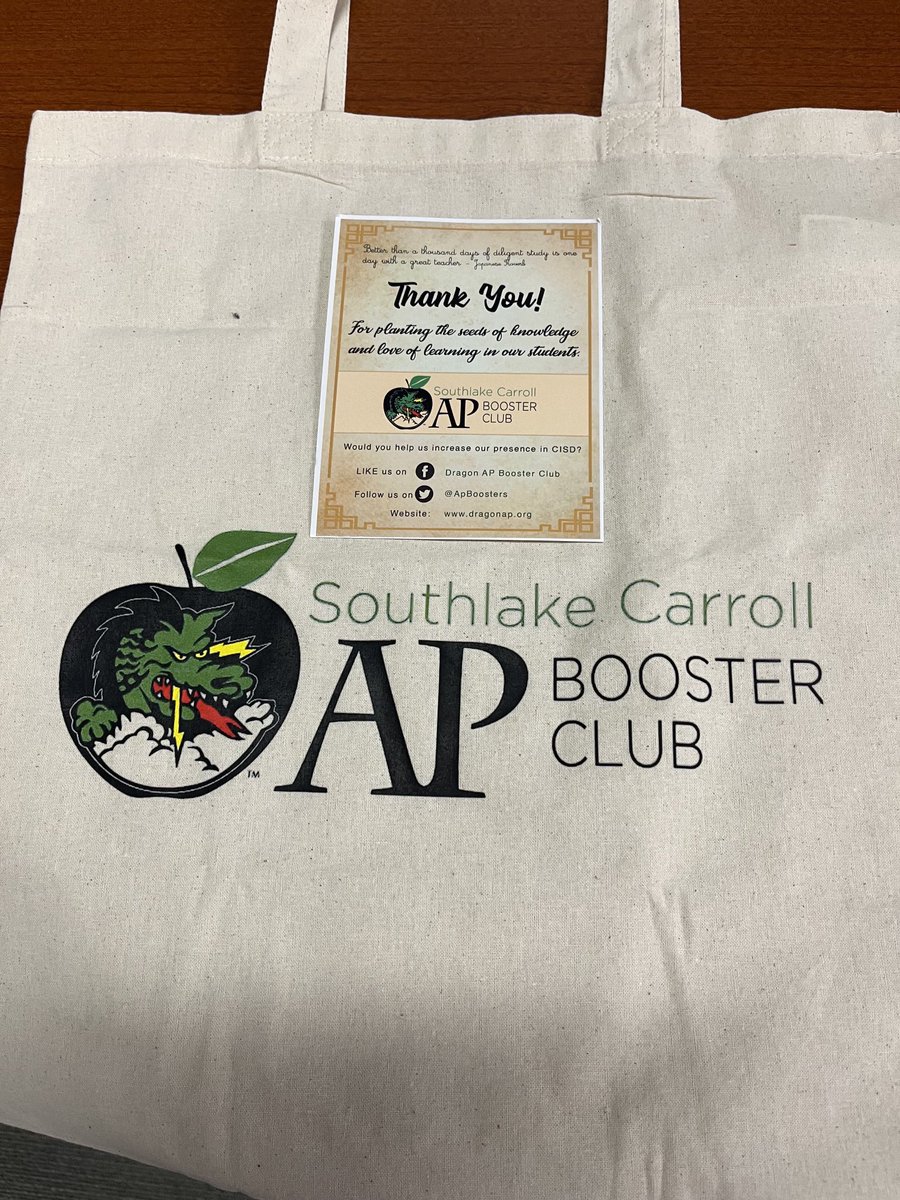 Better than a thousand days of diligent study is one
day with a great teacher - Japanese Proverb
Thank You!
For planting the seeds of knowledge
and love of learning in our students.
Southlake Carroll
AP BOOSTER
CLUB
Would you help us increase our presence in CISD?
LIKE us on f Dragon AP Booster Club
Follow us on @ApBoosters
Website: www.dragonap.org
Southlake Carroll
AP BOOSTER
CLUB
TM